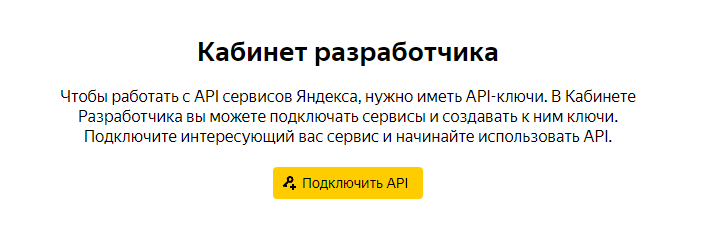 Кабинет разработчика
Чтобы работать с API сервисов Яндекса, нужно иметь API-ключи. В Кабинете
Разработчика вы можете подключать сервисы и создавать к ним ключи.
Подключите интересующий вас сервис и начинайте использовать API.
Подключить API